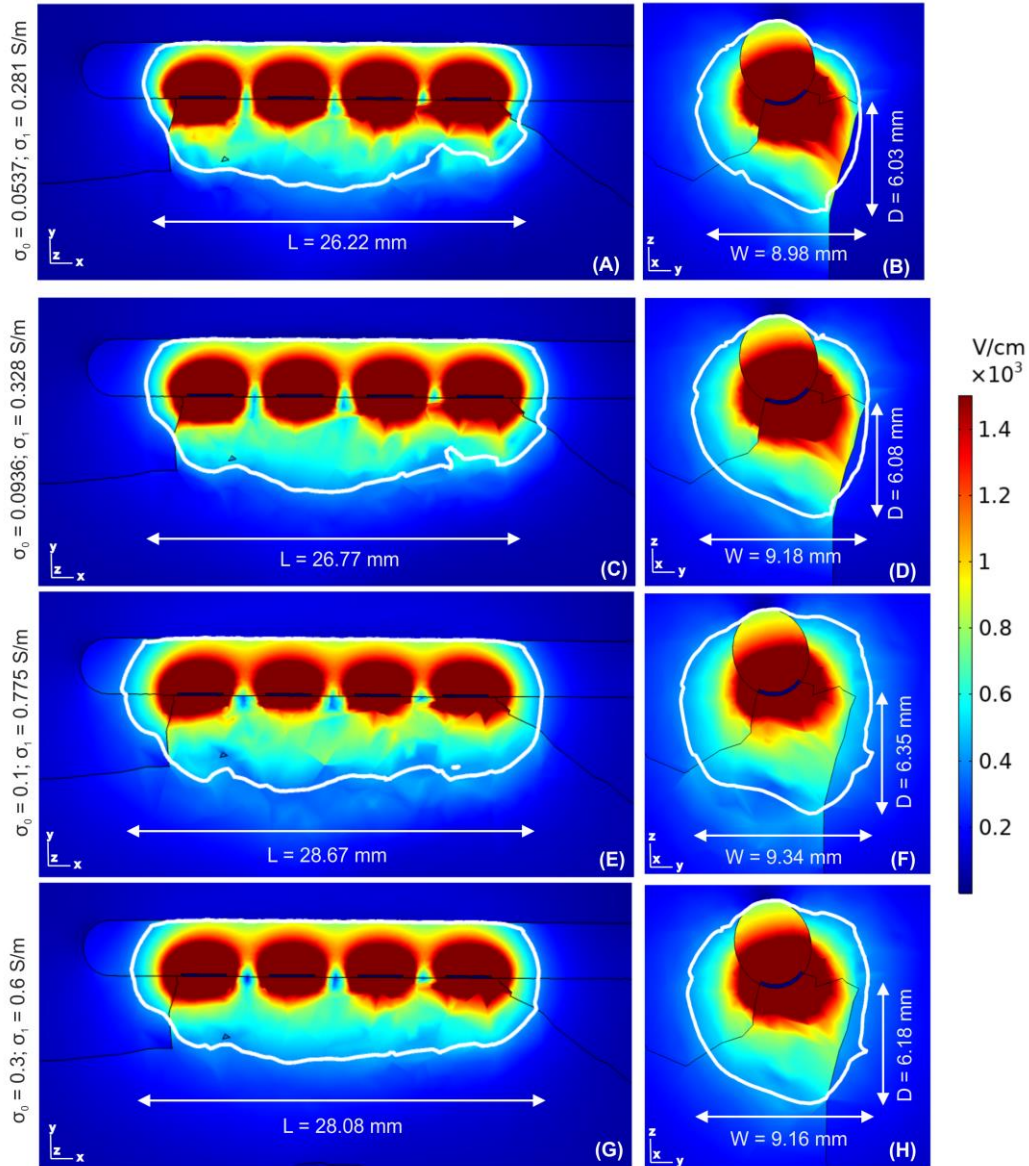 σ₀ = 0.0537; σ₁ = 0.281 S/m
y
z x
L = 26.22 mm
(A)
z
x y
W = 8.98 mm
D = 6.03 mm
(B)
σ₀ = 0.0936; σ₁ = 0.328 S/m
y
z x
L = 26.77 mm
(C)
z
x y
W = 9.18 mm
D = 6.08 mm
(D)
σ₀ = 0.1; σ₁ = 0.775 S/m
y
z x
L = 28.67 mm
(E)
z
x y
W = 9.34 mm
D = 6.35 mm
(F)
σ₀ = 0.3; σ₁ = 0.6 S/m
y
z x
L = 28.08 mm
(G)
z
x y
W = 9.16 mm
D = 6.18 mm
(H)
V/cm
×10³
1.4
1.2
1
0.8
0.6
0.4
0.2